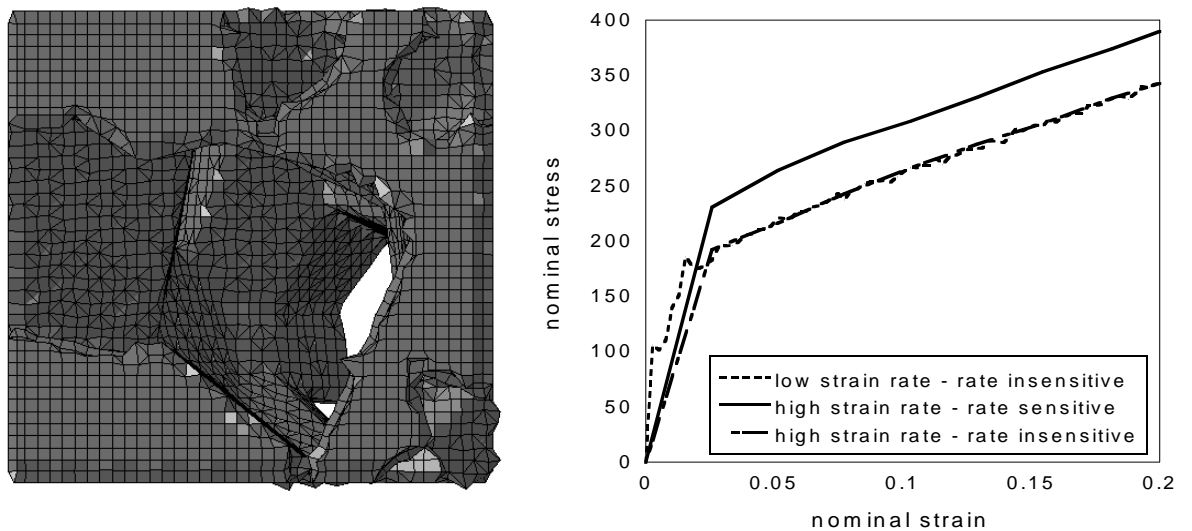 400
350
300
250
200
150
100
50
0
nominal stress
low strain rate - rate insensitive
high strain rate - rate sensitive
high strain rate - rate insensitive
0 0.05 0.1 0.15 0.2
nominal strain